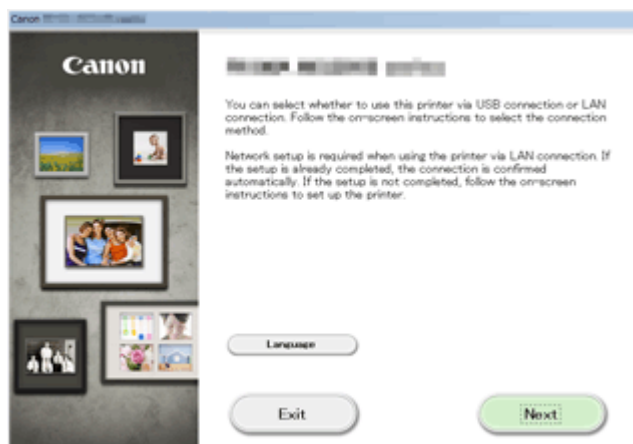 Canon
Canon
You can select whether to use this printer via USB connection or LAN
connection. Follow the on-screen instructions to select the connection
method.
Network setup is required when using the printer via LAN connection. If
the setup is already completed, the connection is confirmed
automatically. If the setup is not completed, follow the on-screen
instructions to set up the printer.
Language
Exit
Next